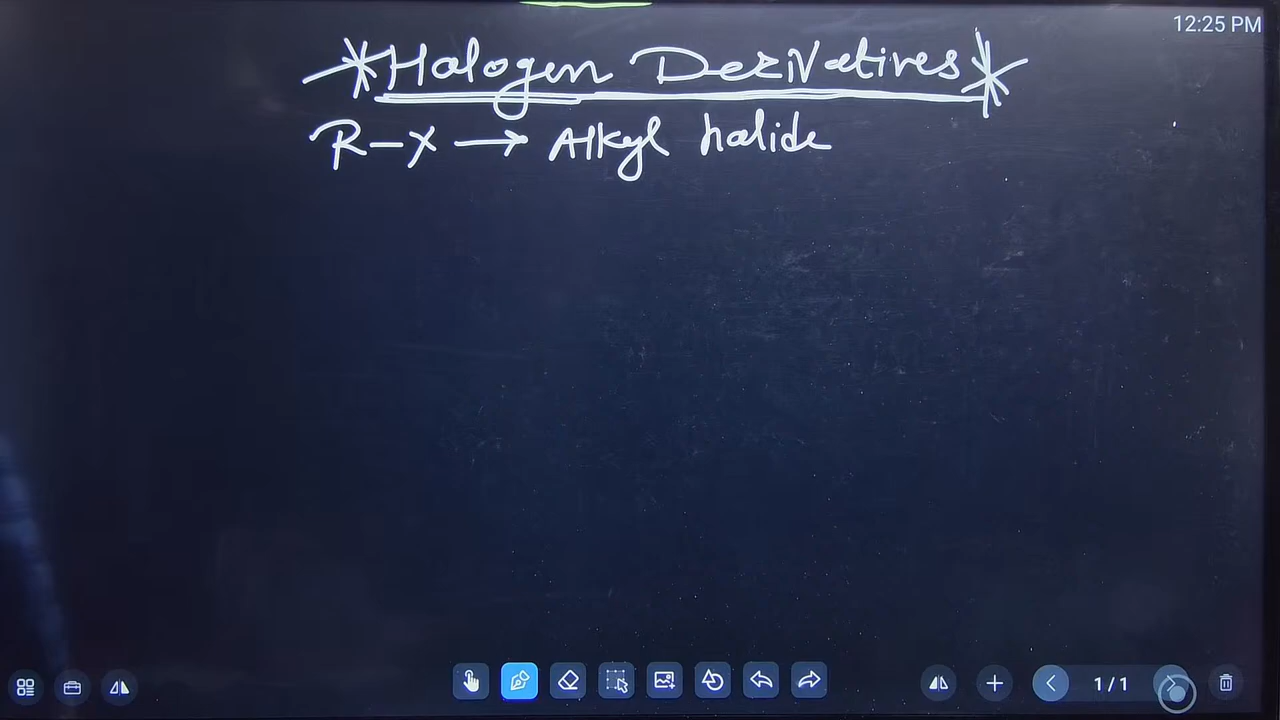 12:25 PM
*Halogen Derivatives*
R-X → Alkyl halide
1/1